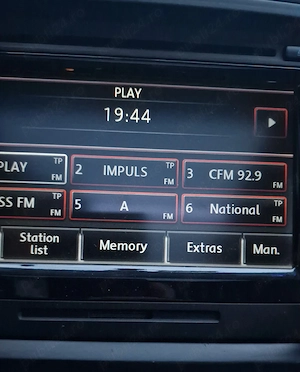 PLAY
19:44
PLAY TP FM
2 IMPULS TP FM
3 CFM 92.9 FM
SS FM TP FM
5 A FM
6 National TP FM
Station
list
Memory
Extras
Man.